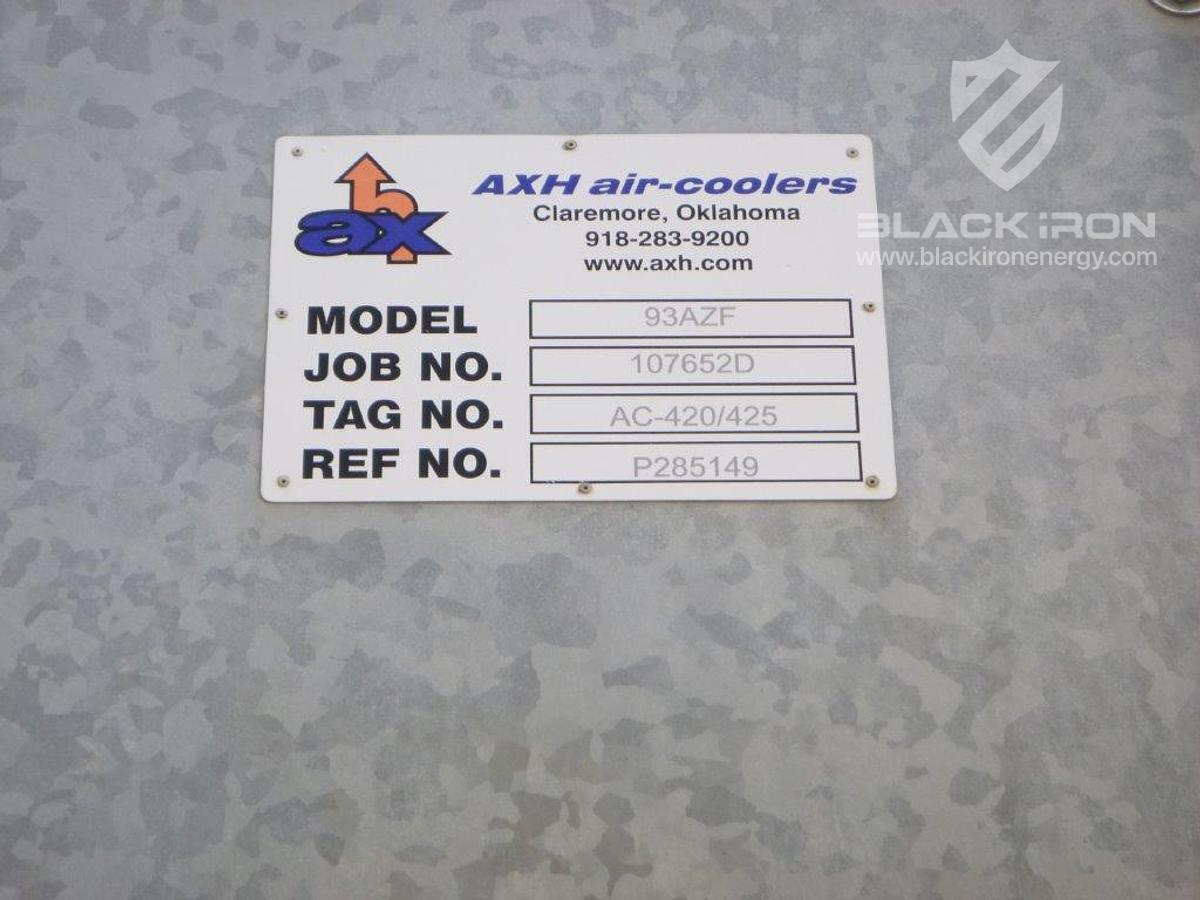 axh
AXH air-coolers
Claremore, Oklahoma
918-283-9200
www.axh.com
MODEL 93AZF
JOB NO. 107652D
TAG NO. AC-420/425
REF NO. P285149
BLACK iRON
www.blackironenergy.com